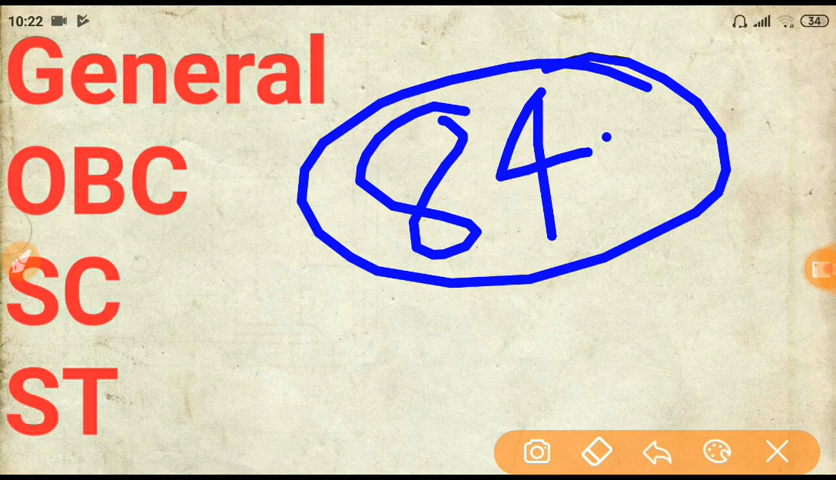 10:22 34
General
84.
OBC
SC
ST